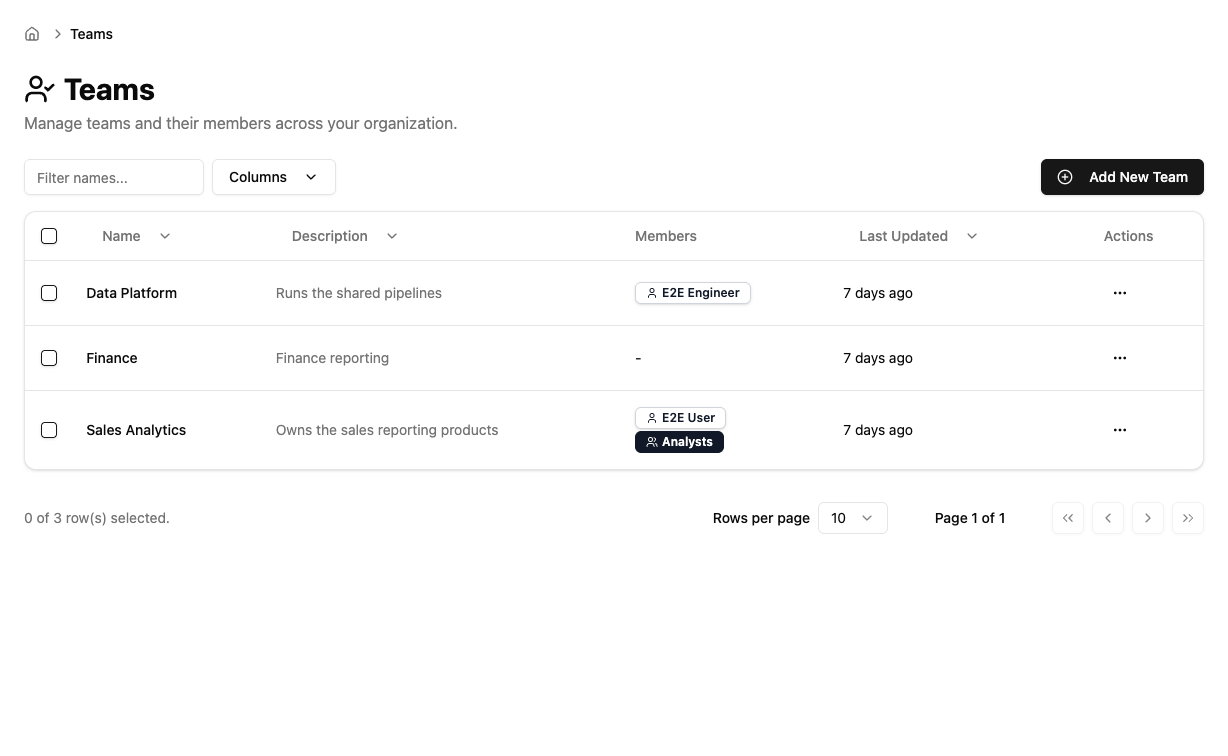 Teams
Teams
Manage teams and their members across your organization.
Filter names... Columns Add New Team
Name Description Members Last Updated Actions
Data Platform Runs the shared pipelines E2E Engineer 7 days ago
Finance Finance reporting - 7 days ago
Sales Analytics Owns the sales reporting products E2E User 7 days ago
Analysts
0 of 3 row(s) selected. Rows per page 10 Page 1 of 1